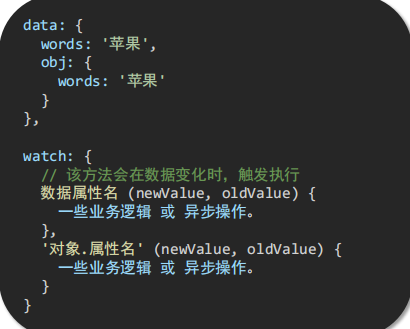 data: {
  words: '苹果',
  obj: {
    words: '苹果'
  }
},

watch: {
  // 该方法会在数据变化时，触发执行
  数据属性名 (newValue, oldValue) {
    一些业务逻辑 或 异步操作。
  },
  '对象.属性名' (newValue, oldValue) {
    一些业务逻辑 或 异步操作。
  }
}